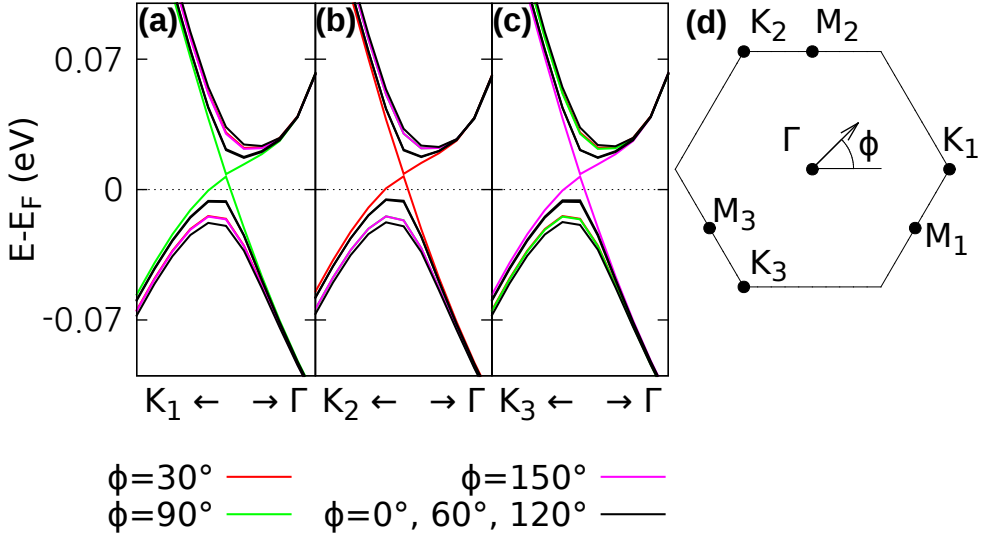 (a) (b) (c) (d)
K₂ M₂
0.07
Γ ϕ K₁
0
M₃ M₁
K₃
-0.07
E-E_F (eV)
K₁ ← → Γ K₂ ← → Γ K₃ ← → Γ
ϕ=30° ϕ=150°
ϕ=90° ϕ=0°, 60°, 120°